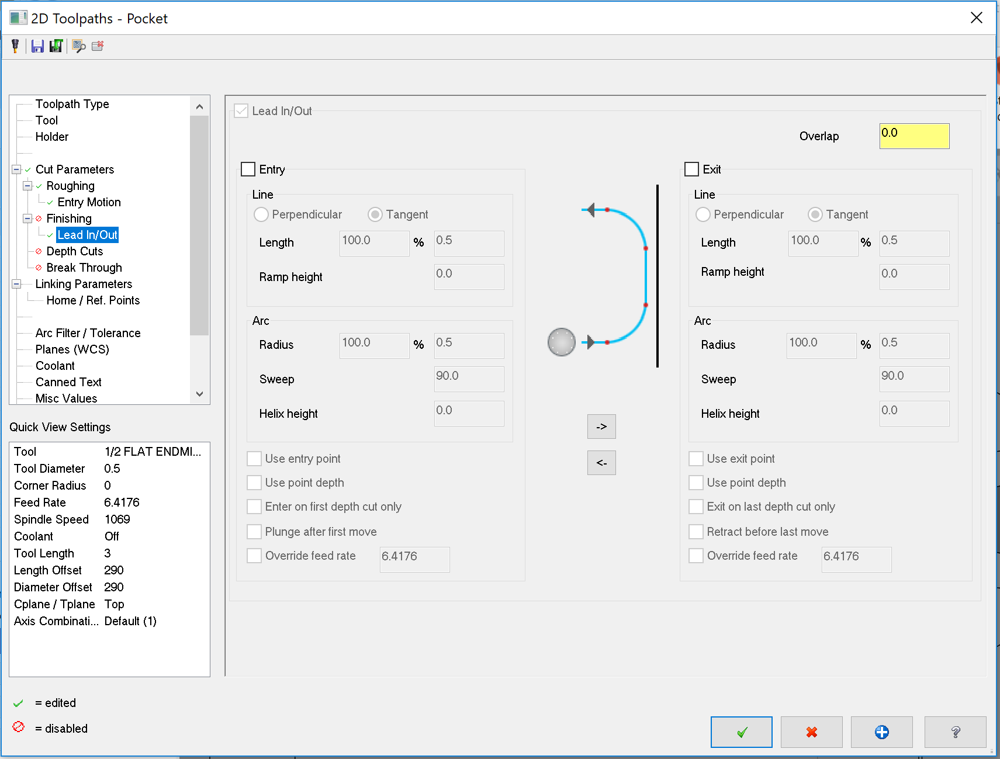 2D Toolpaths - Pocket
Toolpath Type
Tool
Holder
Cut Parameters
Roughing
Entry Motion
Finishing
Lead In/Out
Depth Cuts
Break Through
Linking Parameters
Home / Ref. Points
Arc Filter / Tolerance
Planes (WCS)
Coolant
Canned Text
Misc Values
Quick View Settings
Tool 1/2 FLAT ENDMI...
Tool Diameter 0.5
Corner Radius 0
Feed Rate 6.4176
Spindle Speed 1069
Coolant Off
Tool Length 3
Length Offset 290
Diameter Offset 290
Cplane / Tplane Top
Axis Combinati... Default (1)
= edited
= disabled
Lead In/Out
Overlap 0.0
Entry
Line
Perpendicular Tangent
Length 100.0 % 0.5
Ramp height 0.0
Arc
Radius 100.0 % 0.5
Sweep 90.0
Helix height 0.0
Use entry point
Use point depth
Enter on first depth cut only
Plunge after first move
Override feed rate 6.4176
->
<-
Exit
Line
Perpendicular Tangent
Length 100.0 % 0.5
Ramp height 0.0
Arc
Radius 100.0 % 0.5
Sweep 90.0
Helix height 0.0
Use exit point
Use point depth
Exit on last depth cut only
Retract before last move
Override feed rate 6.4176
?